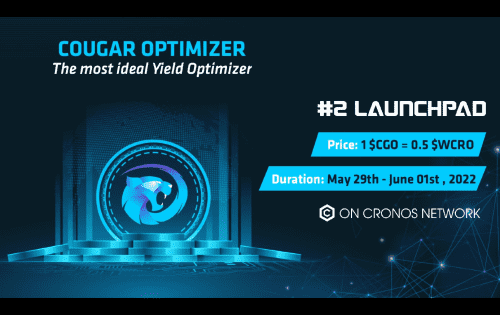 COUGAR OPTIMIZER
The most ideal Yield Optimizer
#2 LAUNCHPAD
Price: 1 $CGO = 0.5 $WCRO
Duration: May 29th - June 01st , 2022
ON CRONOS NETWORK